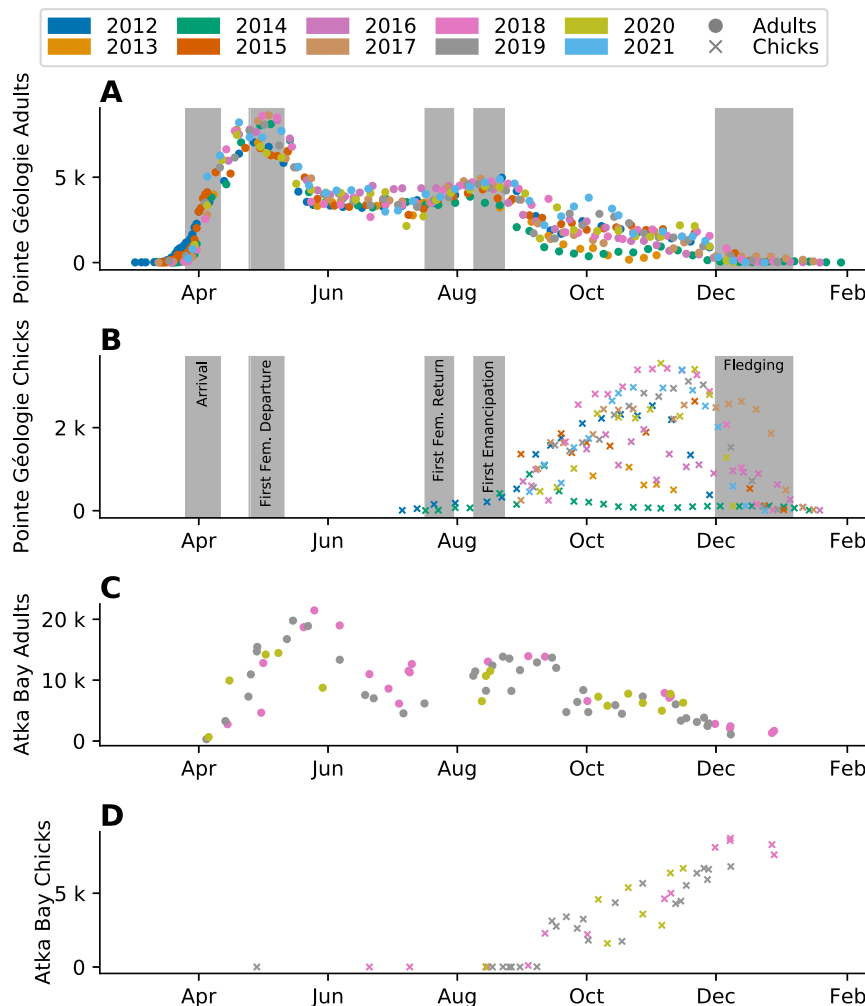 2012 2014 2016 2018 2020 Adults
2013 2015 2017 2019 2021 Chicks
A
Pointe Géologie Adults
5 k
0
Apr Jun Aug Oct Dec Feb
B
Pointe Géologie Chicks
Arrival
First Fem. Departure
First Fem. Return
First Emancipation
Fledging
2 k
0
Apr Jun Aug Oct Dec Feb
C
Atka Bay Adults
20 k
10 k
0
Apr Jun Aug Oct Dec Feb
D
Atka Bay Chicks
5 k
0
Apr Jun Aug Oct Dec Feb